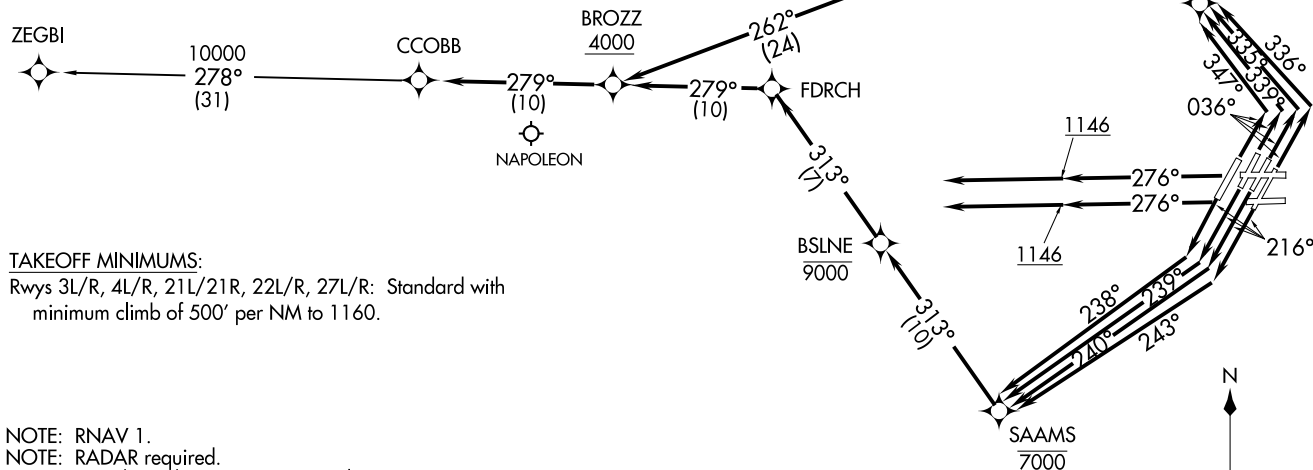 ZEGBI
10000
278°
(31)
CCOBB
279°
(10)
NAPOLEON
BROZZ
4000
262°
(24)
279°
(10)
FDRCH
313°
(7)
BSLNE
9000
313°
(10)
SAAMS
7000
335°
336°
347°
339°
036°
1146
276°
276°
1146
216°
238°
239°
240°
243°
N
TAKEOFF MINIMUMS:
Rwys 3L/R, 4L/R, 21L/21R, 22L/R, 27L/R: Standard with
minimum climb of 500' per NM to 1160.
NOTE: RNAV 1.
NOTE: RADAR required.